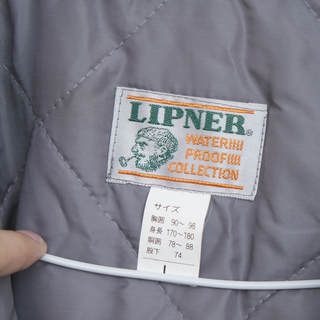 LIPNER®
WATER!!!!!
PROOF!!!!!
COLLECTION
サイズ
胸囲 90～ 96
身長 170～180
胴囲 78～ 88
股下 74
L